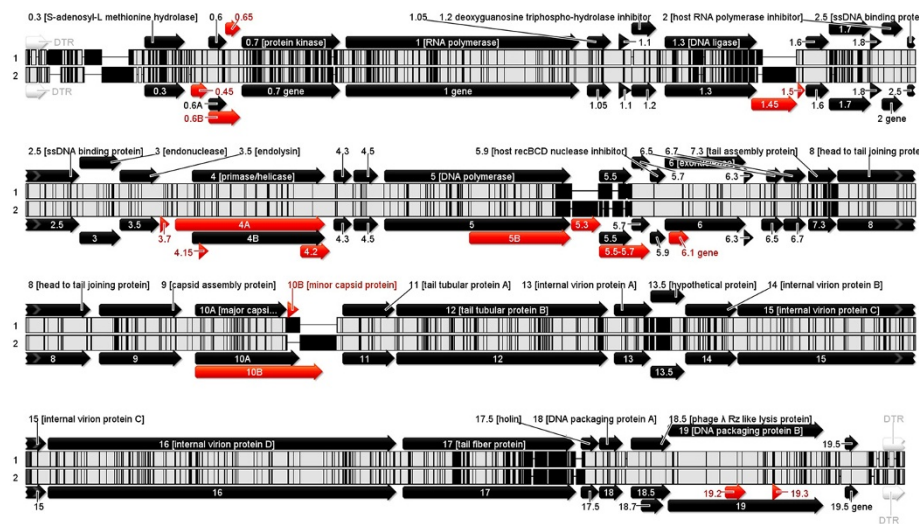 0.3 [S-adenosyl-L methionine hydrolase] 0.6 0.65 1.05 1.2 deoxyguanosine triphospho-hydrolase inhibitor 2 [host RNA polymerase inhibitor] 2.5 [ssDNA binding protein]
DTR 0.7 [protein kinase] 1 [RNA polymerase] 1.1 1.3 [DNA ligase] 1.6 1.7 1.8
1
2
DTR 0.3 0.45 0.7 gene 1 gene 1.05 1.1 1.2 1.3 1.5 1.6 1.7 1.8 2.5
0.6A 1.45 2 gene
0.6B
2.5 [ssDNA binding protein] 3 [endonuclease] 3.5 [endolysin] 4.3 4.5 5.9 [host recBCD nuclease inhibitor] 6.5 6.7 7.3 [tail assembly protein] 8 [head to tail joining protein]
4 [primase/helicase] 5 [DNA polymerase] 5.5 5.7 6 [exonuclease] 6.3
1
2
2.5 3.5 3.7 4A 4.3 4.5 5 5.3 5.7 6 6.5 6.7 7.3 8
3 4B 5B 5.5 5.9 6.1 gene 6.3
4.15 4.2 5.5-5.7
8 [head to tail joining protein] 9 [capsid assembly protein] 10B [minor capsid protein] 11 [tail tubular protein A] 13 [internal virion protein A] 13.5 [hypothetical protein] 14 [internal virion protein B]
10A [major capsi... 12 [tail tubular protein B] 15 [internal virion protein C]
1
2
8 9 10A 11 12 13 14 15
10B 13.5
15 [internal virion protein C] 17.5 [holin] 18 [DNA packaging protein A] 18.5 [phage λ Rz like lysis protein]
16 [internal virion protein D] 17 [tail fiber protein] 19 [DNA packaging protein B] 19.5 DTR
1
2
15 16 17 17.5 18 18.5 19.2 19.3 19.5 gene DTR
18.7 19